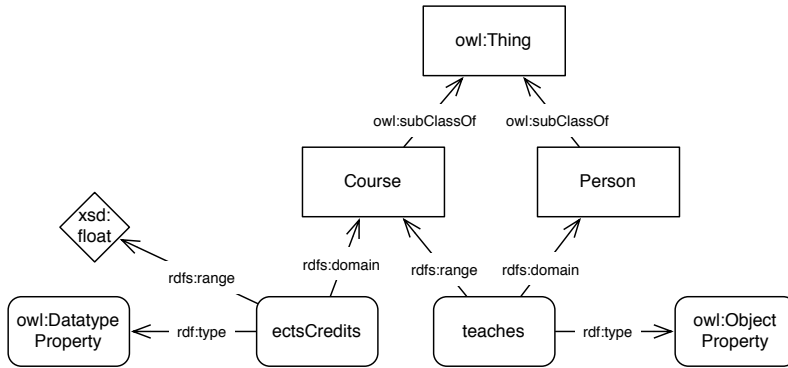 owl:Thing
owl:subClassOf
owl:subClassOf
Course
Person
xsd:
float
rdfs:range
rdfs:domain
rdfs:range
rdfs:domain
owl:Datatype
Property
rdf:type
ectsCredits
teaches
rdf:type
owl:Object
Property